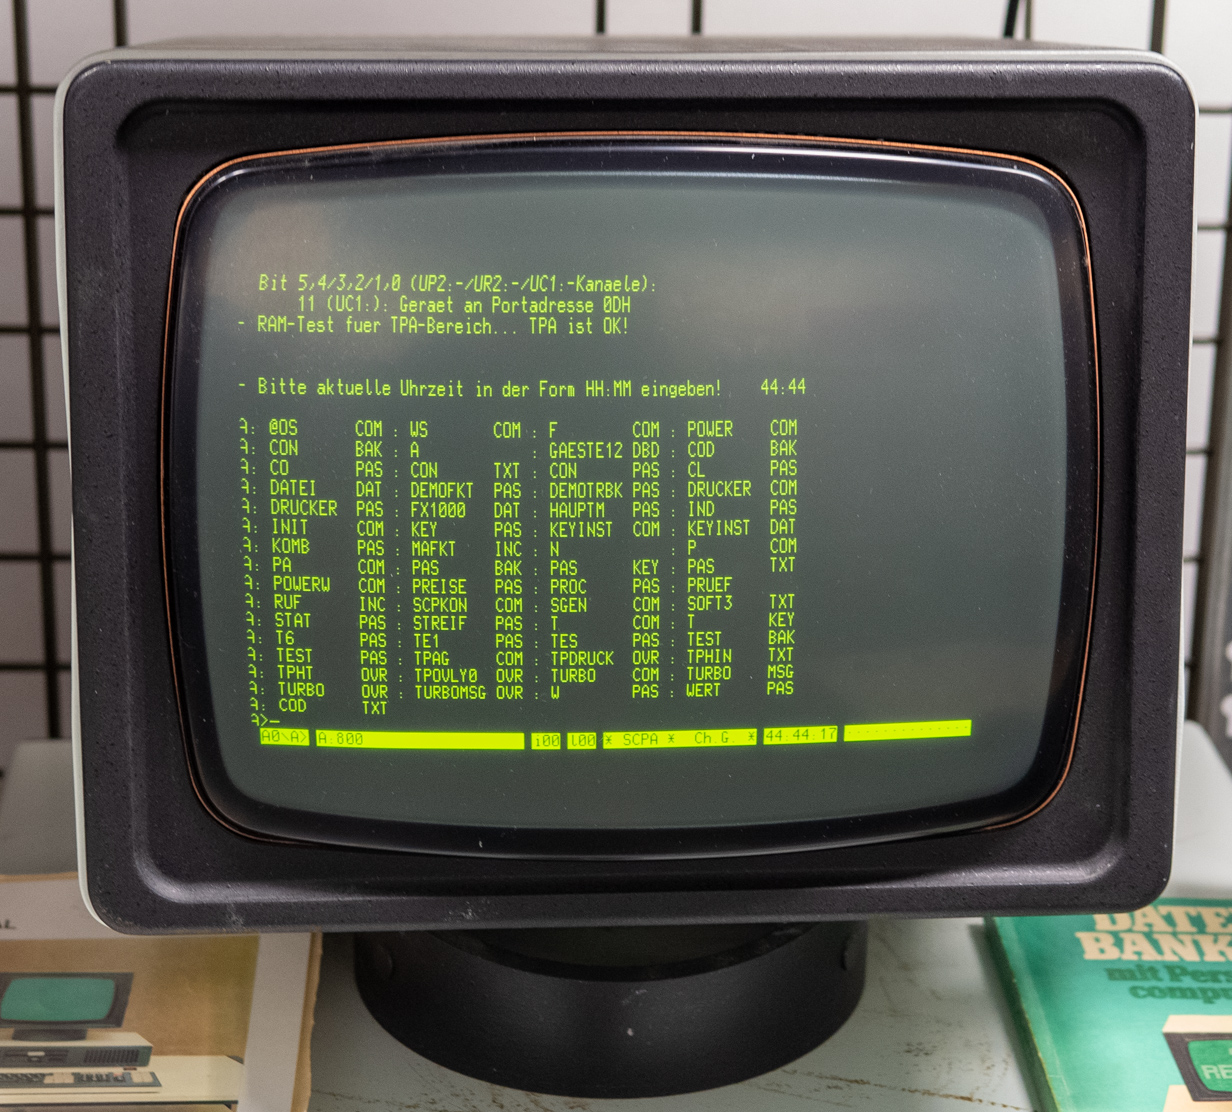 Bit 5,4/3,2/1,0 (UP2:-/UR2:-/UC1:-Kanaele):
11 (UC1:): Geraet an Portadresse 0DH
- RAM-Test fuer TPA-Bereich... TPA ist OK!
- Bitte aktuelle Uhrzeit in der Form HH:MM eingeben! 44:44
A: @OS COM : WS COM : F COM : POWER COM
A: CON BAK : A : GAESTE12 DBD : COD BAK
A: CO PAS : CON TXT : CON PAS : CL PAS
A: DATEI DAT : DEMOFKT PAS : DEMOTRBK PAS : DRUCKER COM
A: DRUCKER PAS : FX1000 DAT : HAUPTM PAS : IND PAS
A: INIT COM : KEY PAS : KEYINST COM : KEYINST DAT
A: KOMB PAS : MAFKT INC : N : P COM
A: PA COM : PAS BAK : PAS KEY : PAS TXT
A: POWERW COM : PREISE PAS : PROC PAS : PRUEF
A: RUF INC : SCPKON COM : SGEN COM : SOFT3 TXT
A: STAT PAS : STREIF PAS : T COM : T KEY
A: T6 PAS : TE1 PAS : TES PAS : TEST BAK
A: TEST PAS : TPAG COM : TPDRUCK OVR : TPHIN TXT
A: TPHT OVR : TPOVLY0 OVR : TURBO COM : TURBO MSG
A: TURBO OVR : TURBOMSG OVR : W PAS : WERT PAS
A: COD TXT
A>_
A0\A> A:800 i00 l00 * SCPA * Ch.G. * 44:44:17
AL
DATE
BANK
mit Pers
comp
RE